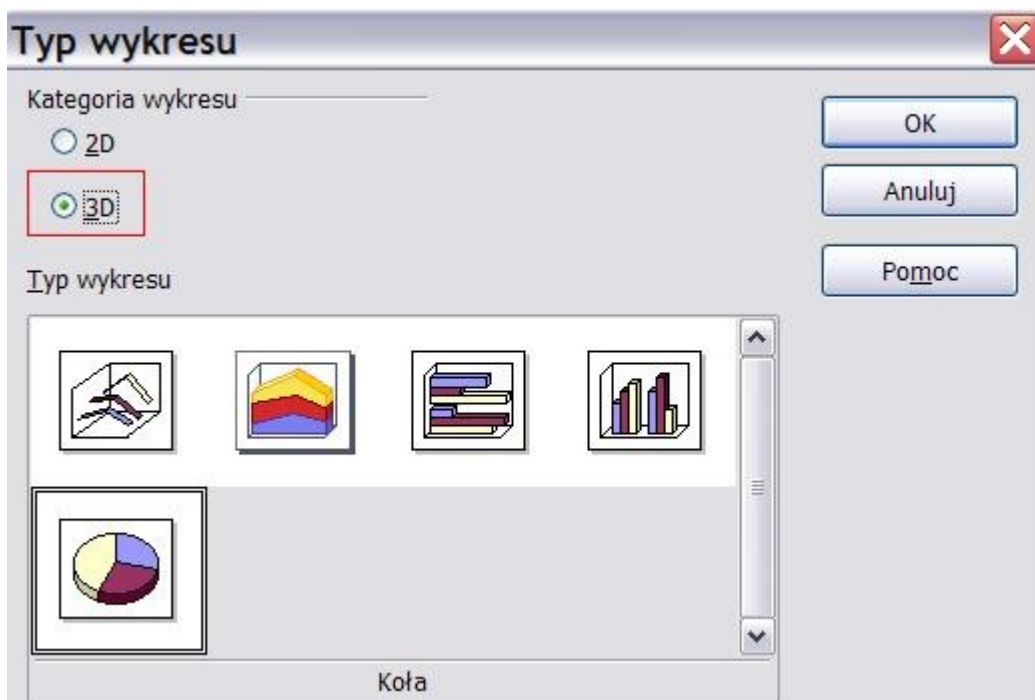 Typ wykresu
Kategoria wykresu
2D
3D
OK
Anuluj
Pomoc
Typ wykresu
Koła